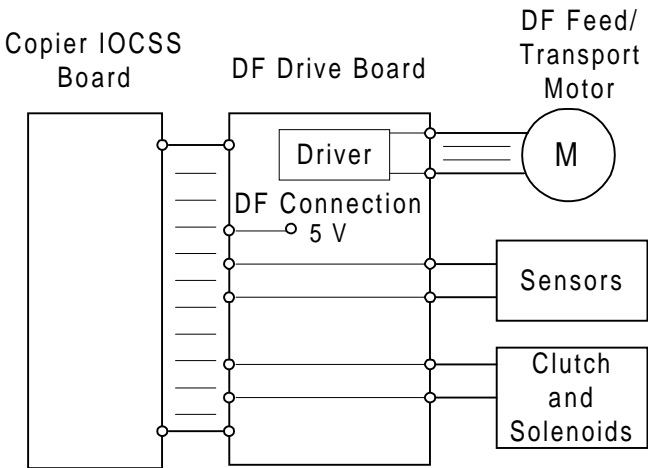 Copier IOCSS
Board
DF Drive Board
DF Feed/
Transport
Motor
Driver
M
DF Connection
5 V
Sensors
Clutch
and
Solenoids